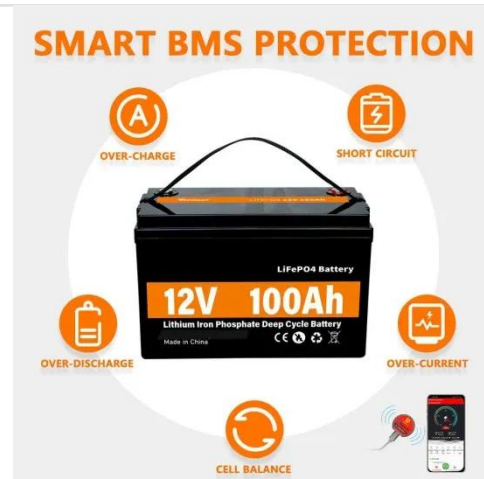 SMART BMS PROTECTION
A
OVER-CHARGE
SHORT CIRCUIT
LiFePO4 Battery
12V 100Ah
Lithium Iron Phosphate Deep Cycle Battery
Made in China
CE
OVER-DISCHARGE
OVER-CURRENT
CELL BALANCE